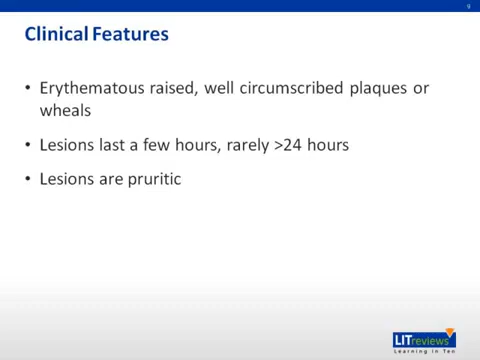 9
Clinical Features
• Erythematous raised, well circumscribed plaques or
wheals
• Lesions last a few hours, rarely >24 hours
• Lesions are pruritic
LITreviews
Learning in Ten